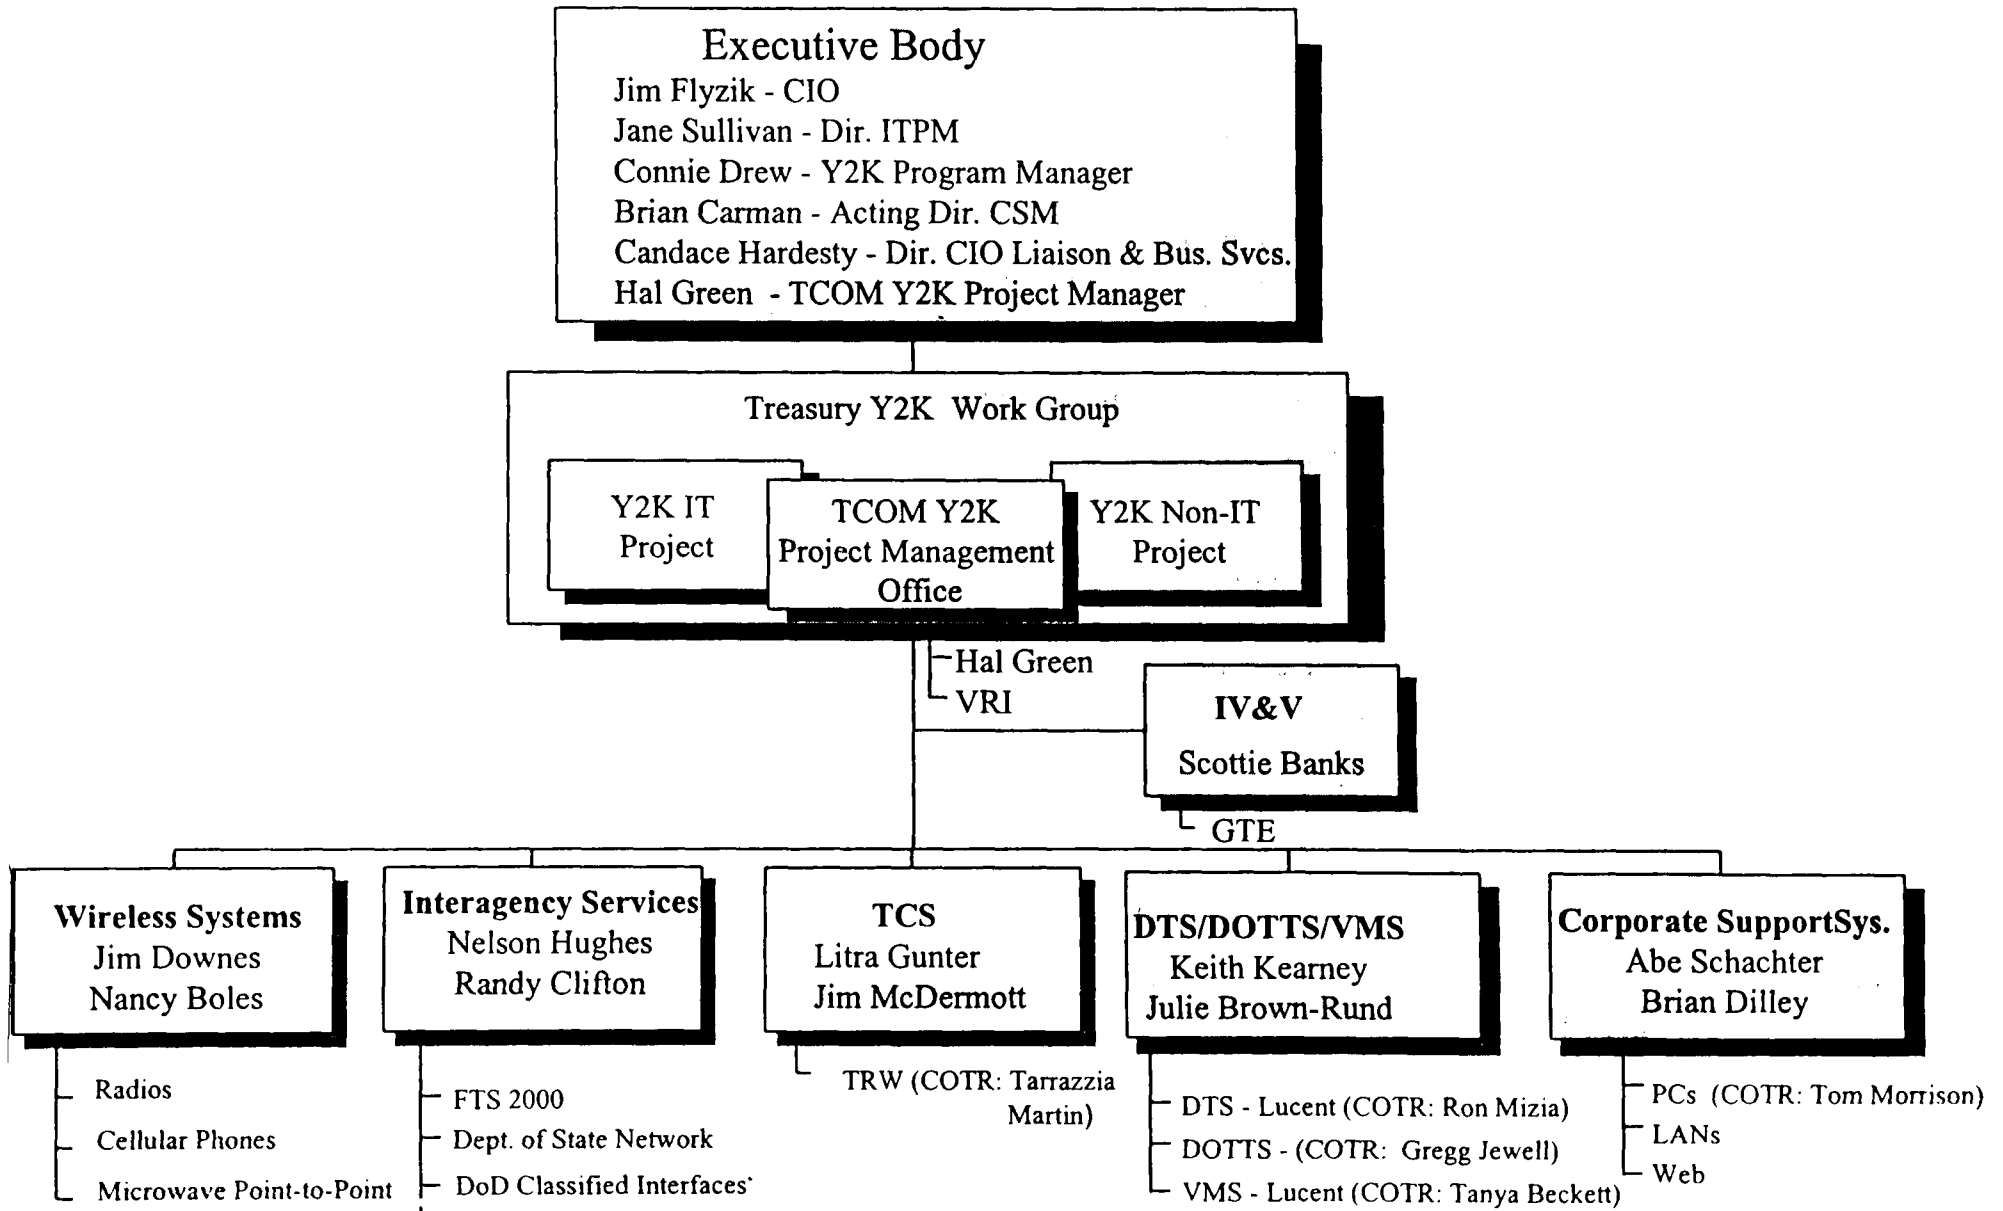 Executive Body
Jim Flyzik - CIO
Jane Sullivan - Dir. ITPM
Connie Drew - Y2K Program Manager
Brian Carman - Acting Dir. CSM
Candace Hardesty - Dir. CIO Liaison & Bus. Svcs.
Hal Green - TCOM Y2K Project Manager
Treasury Y2K Work Group
Y2K IT
Project
TCOM Y2K
Project Management
Office
Y2K Non-IT
Project
Hal Green
VRI
IV&V
Scottie Banks
GTE
Wireless Systems
Jim Downes
Nancy Boles
Radios
Cellular Phones
Microwave Point-to-Point
Interagency Services
Nelson Hughes
Randy Clifton
FTS 2000
Dept. of State Network
DoD Classified Interfaces
TCS
Litra Gunter
Jim McDermott
TRW (COTR: Tarrazzia
Martin)
DTS/DOTTS/VMS
Keith Kearney
Julie Brown-Rund
DTS - Lucent (COTR: Ron Mizia)
DOTTS - (COTR: Gregg Jewell)
VMS - Lucent (COTR: Tanya Beckett)
Corporate SupportSys.
Abe Schachter
Brian Dilley
PCs (COTR: Tom Morrison)
LANs
Web